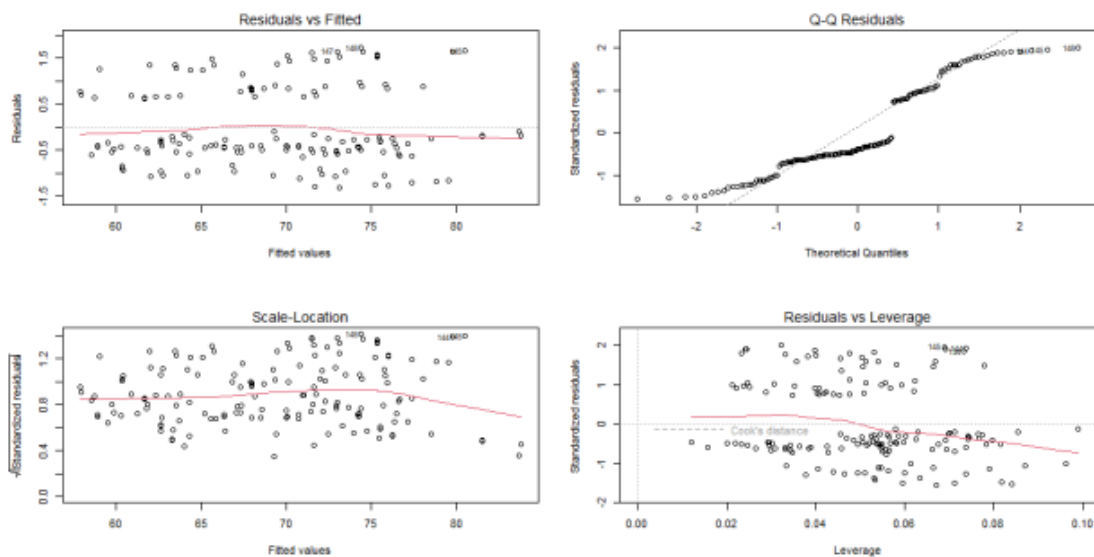 Residuals vs Fitted
Residuals
-1.5 -0.5 0.5 1.5
147
148
60 65 70 75 80
Fitted values
Q-Q Residuals
Standardized residuals
-1 0 1 2
148
-2 -1 0 1 2
Theoretical Quantiles
Scale-Location
√|Standardized residuals|
0.0 0.4 0.8 1.2
148
60 65 70 75 80
Fitted values
Residuals vs Leverage
Standardized residuals
-2 -1 0 1 2
Cook's distance
0.00 0.02 0.04 0.06 0.08 0.10
Leverage